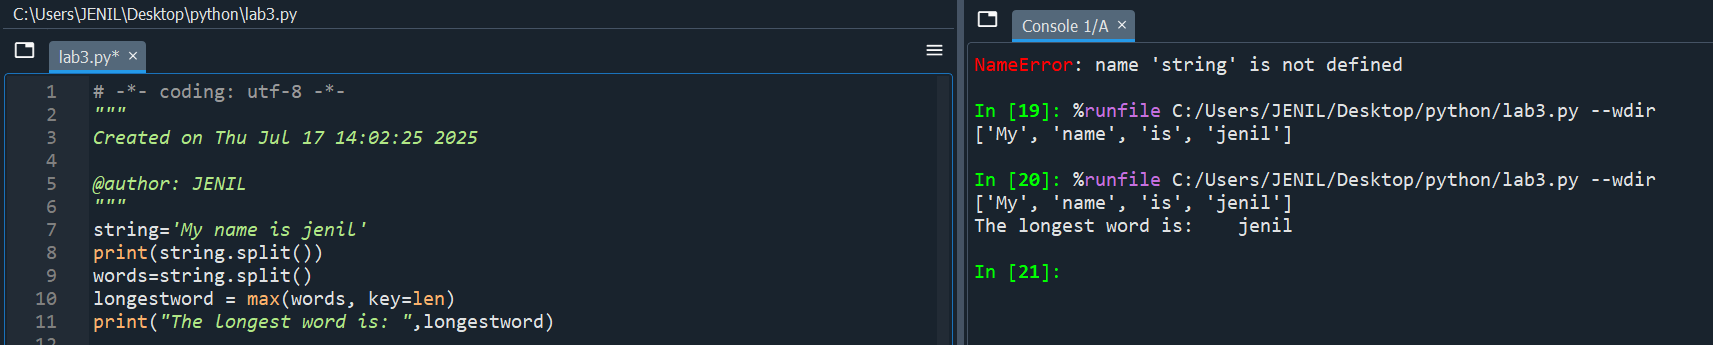 C:\Users\JENIL\Desktop\python\lab3.py
lab3.py* ×
1 # -*- coding: utf-8 -*-
2 """
3 Created on Thu Jul 17 14:02:25 2025
4
5 @author: JENIL
6 """
7 string='My name is jenil'
8 print(string.split())
9 words=string.split()
10 longestword = max(words, key=len)
11 print("The longest word is: ",longestword)
12
Console 1/A ×
NameError: name 'string' is not defined
In [19]: %runfile C:/Users/JENIL/Desktop/python/lab3.py --wdir
['My', 'name', 'is', 'jenil']
In [20]: %runfile C:/Users/JENIL/Desktop/python/lab3.py --wdir
['My', 'name', 'is', 'jenil']
The longest word is:    jenil
In [21]: